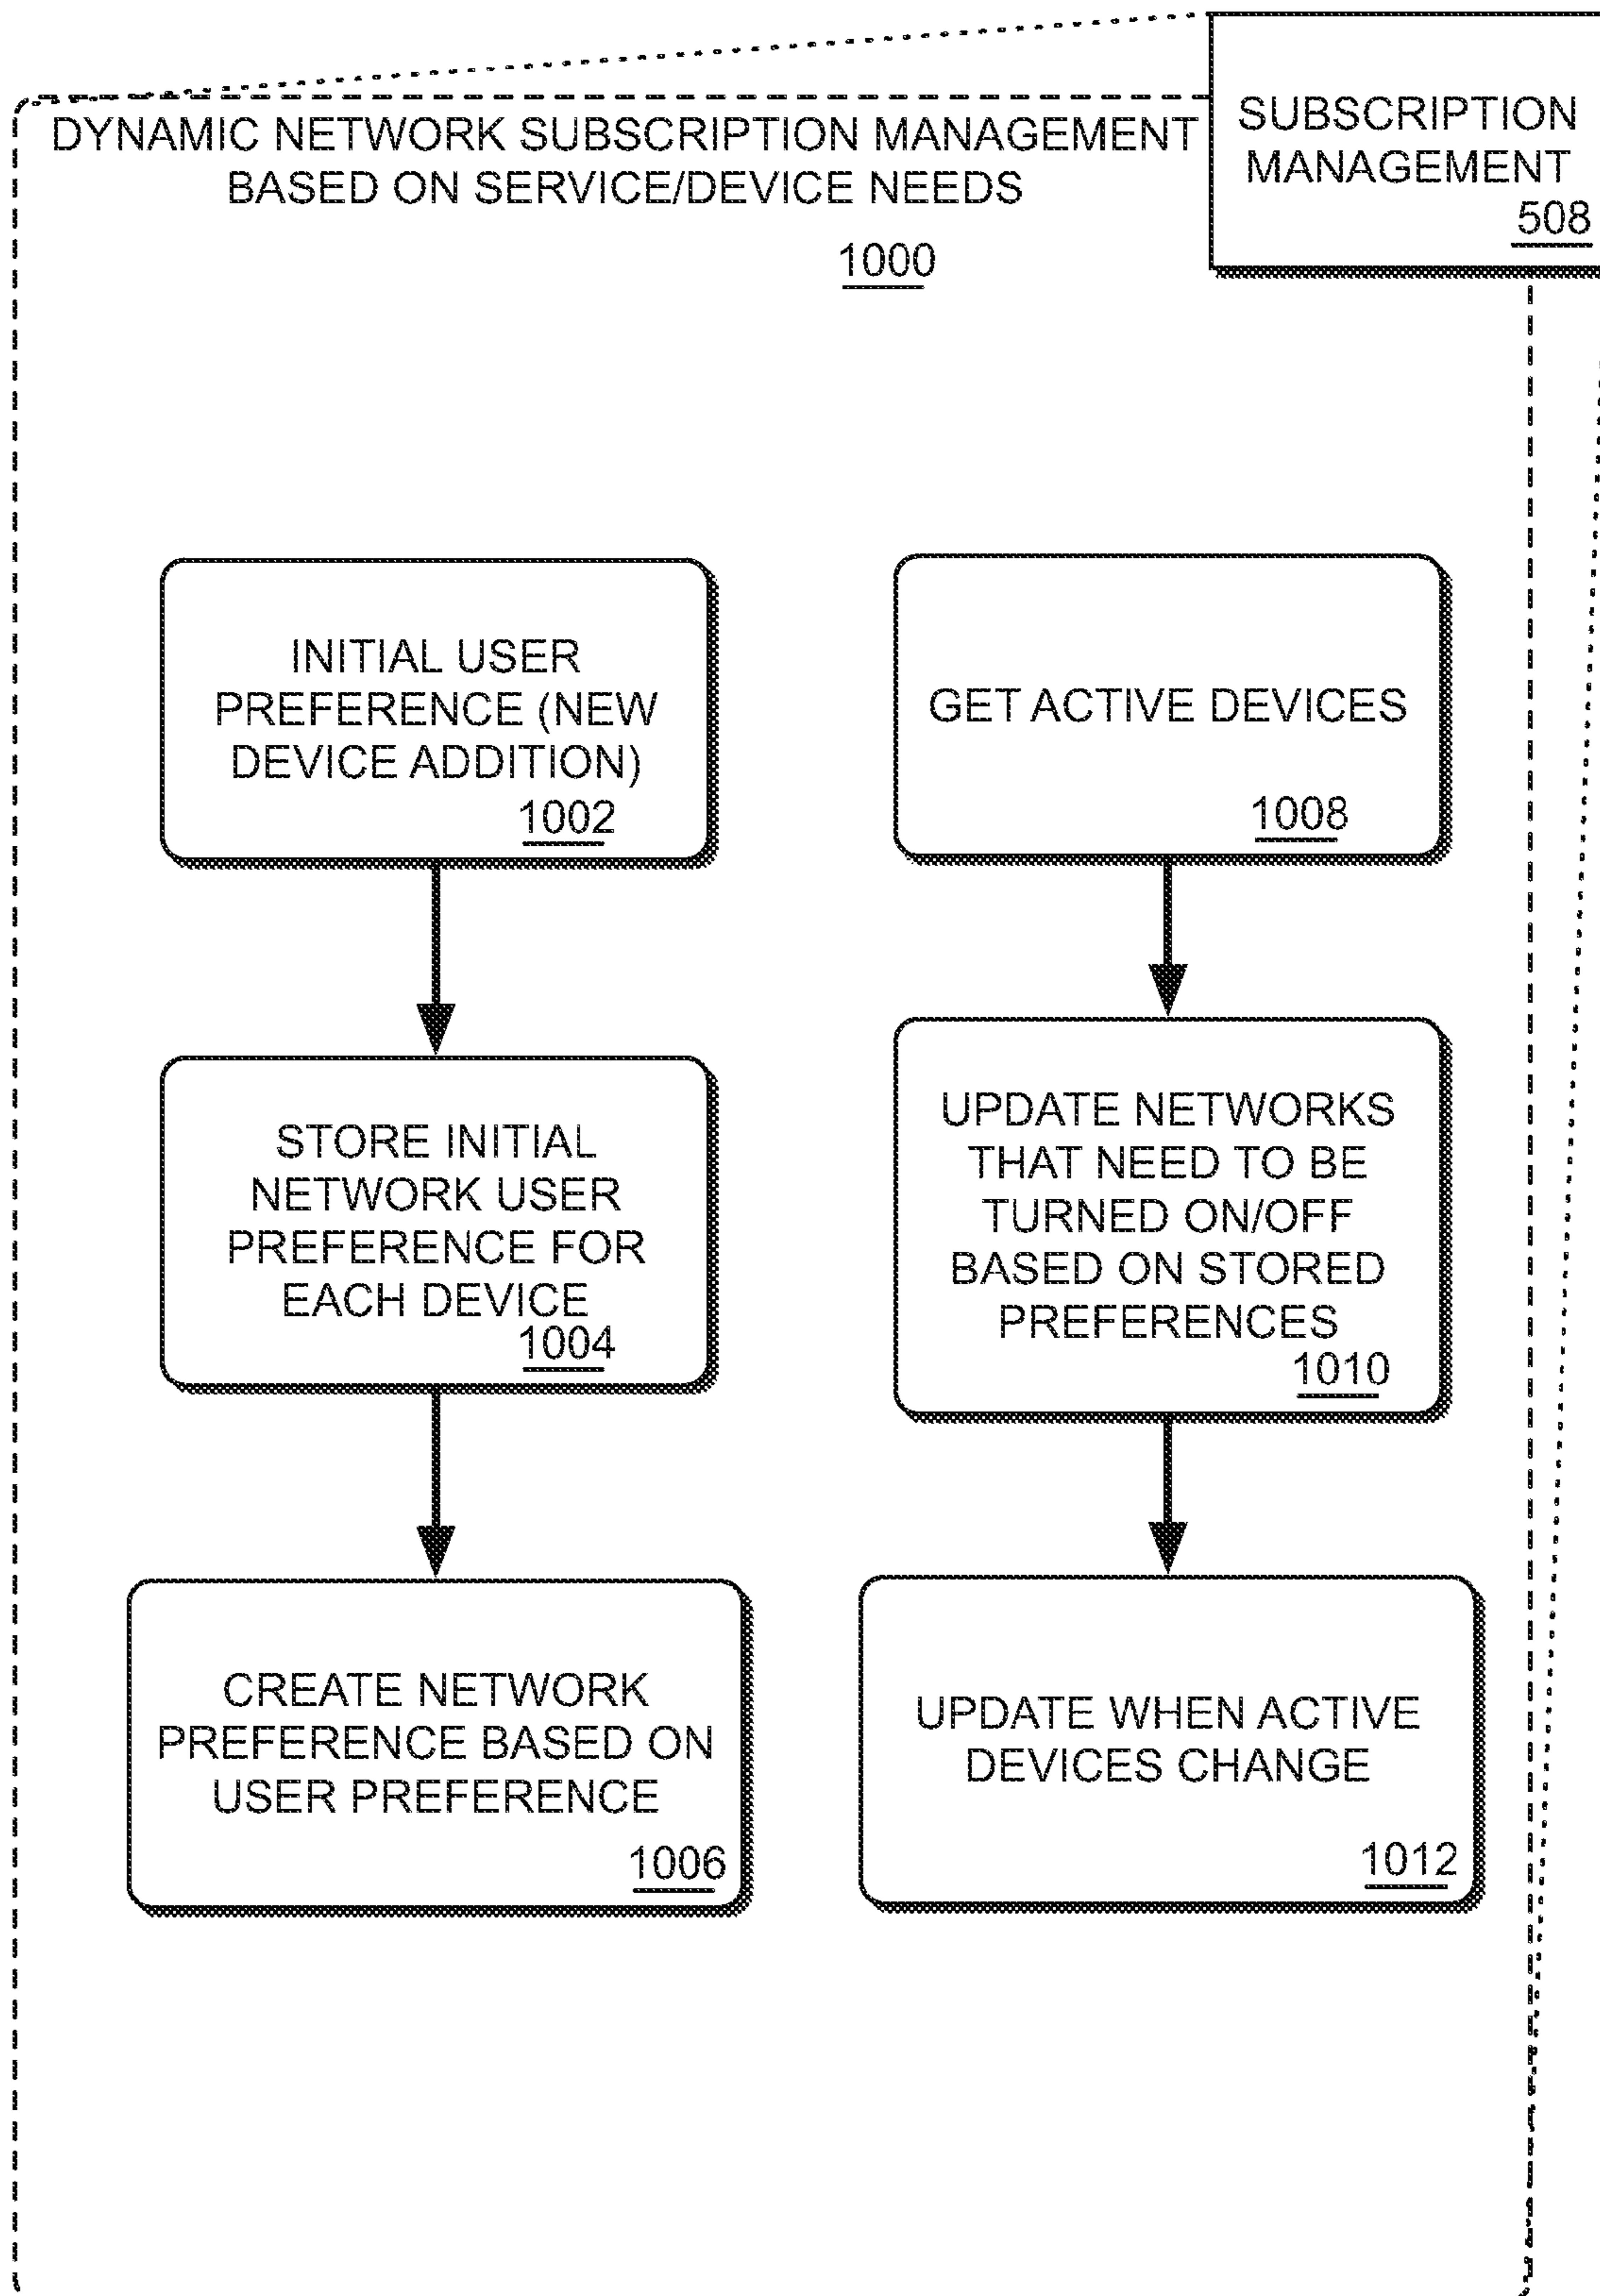 DYNAMIC NETWORK SUBSCRIPTION MANAGEMENT
BASED ON SERVICE/DEVICE NEEDS
1000
SUBSCRIPTION
MANAGEMENT
508
INITIAL USER
PREFERENCE (NEW
DEVICE ADDITION)
1002
STORE INITIAL
NETWORK USER
PREFERENCE FOR
EACH DEVICE
1004
CREATE NETWORK
PREFERENCE BASED ON
USER PREFERENCE
1006
GET ACTIVE DEVICES
1008
UPDATE NETWORKS
THAT NEED TO BE
TURNED ON/OFF
BASED ON STORED
PREFERENCES
1010
UPDATE WHEN ACTIVE
DEVICES CHANGE
1012